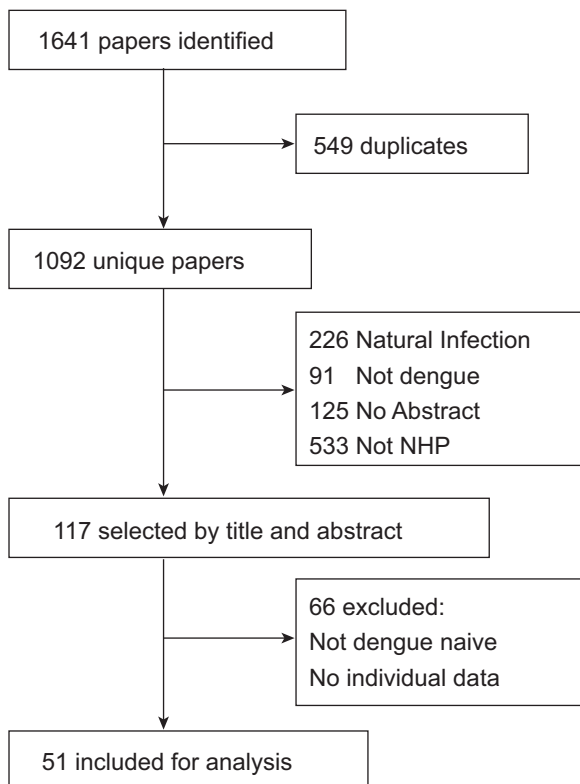 1641 papers identified
549 duplicates
1092 unique papers
226 Natural Infection
91 Not dengue
125 No Abstract
533 Not NHP
117 selected by title and abstract
66 excluded:
Not dengue naive
No individual data
51 included for analysis